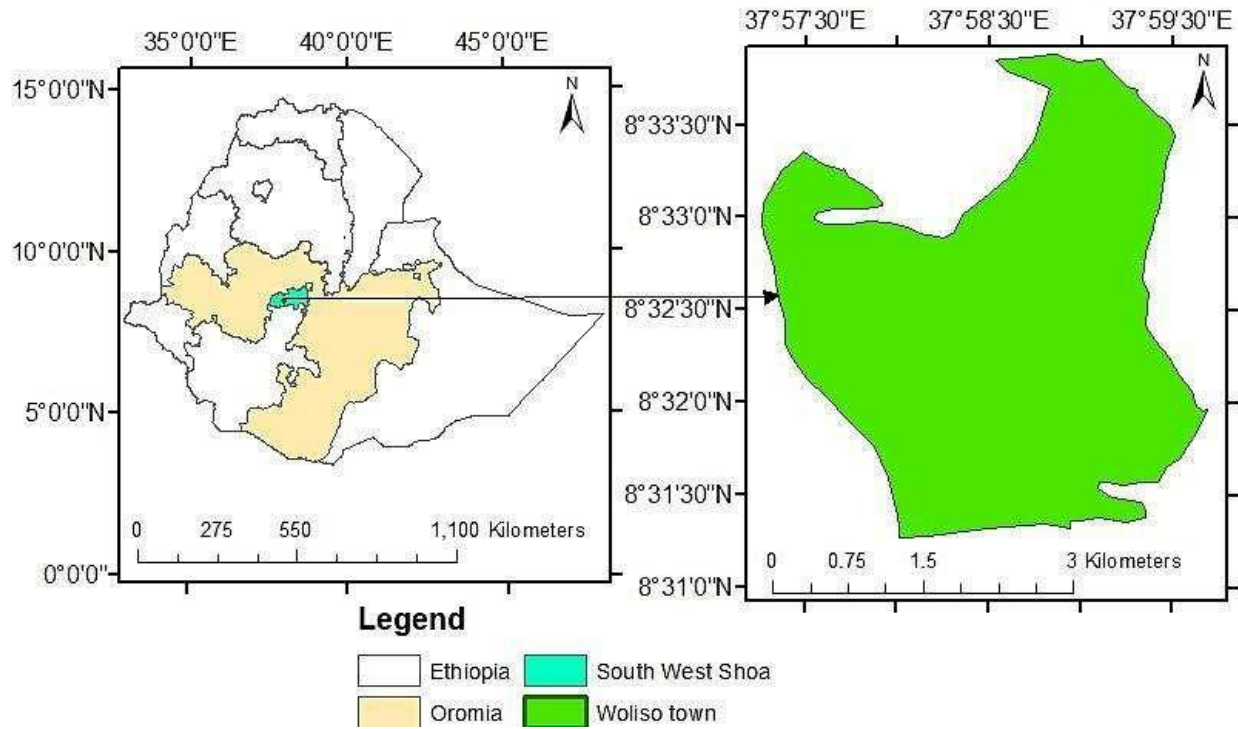 35°0'0"E 40°0'0"E 45°0'0"E
15°0'0"N
10°0'0"N
5°0'0"N
0°0'0"
N
0 275 550 1,100 Kilometers
37°57'30"E 37°58'30"E 37°59'30"E
8°33'30"N
8°33'0"N
8°32'30"N
8°32'0"N
8°31'30"N
8°31'0"N
N
0 0.75 1.5 3 Kilometers
Legend
Ethiopia South West Shoa
Oromia Woliso town